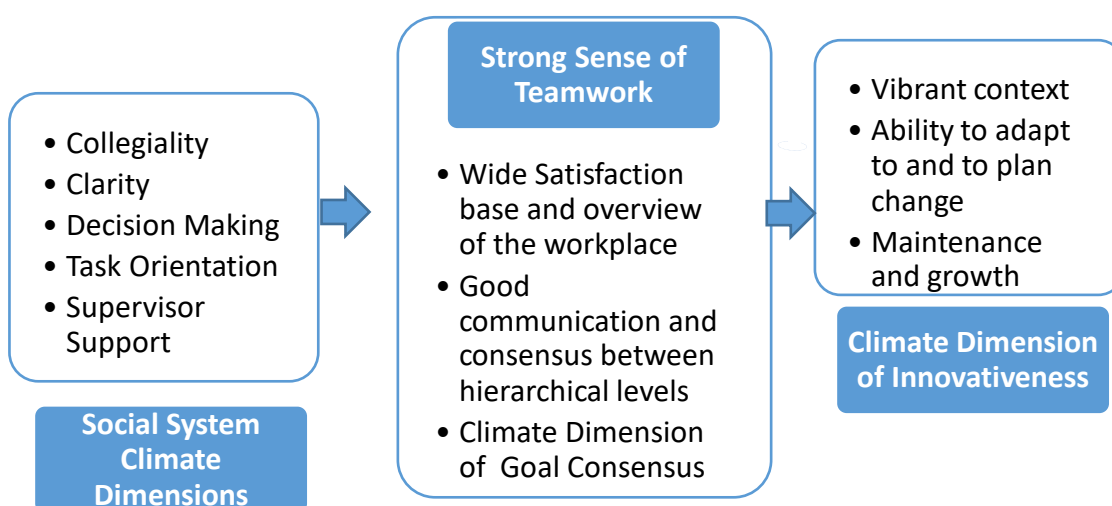 • Collegiality
• Clarity
• Decision Making
• Task Orientation
• Supervisor
Support
Social System
Climate
Dimensions
Strong Sense of
Teamwork
• Wide Satisfaction
base and overview
of the workplace
• Good
communication and
consensus between
hierarchical levels
• Climate Dimension
of Goal Consensus
• Vibrant context
• Ability to adapt
to and to plan
change
• Maintenance
and growth
Climate Dimension
of Innovativeness